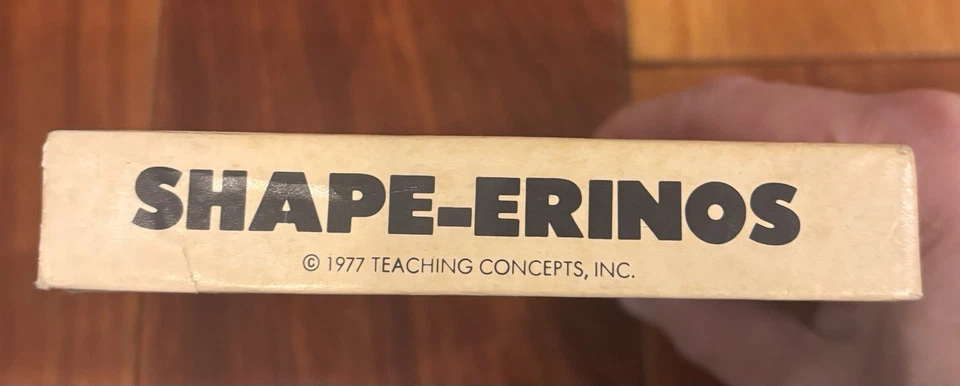 SHAPE-ERINOS
© 1977 TEACHING CONCEPTS, INC.